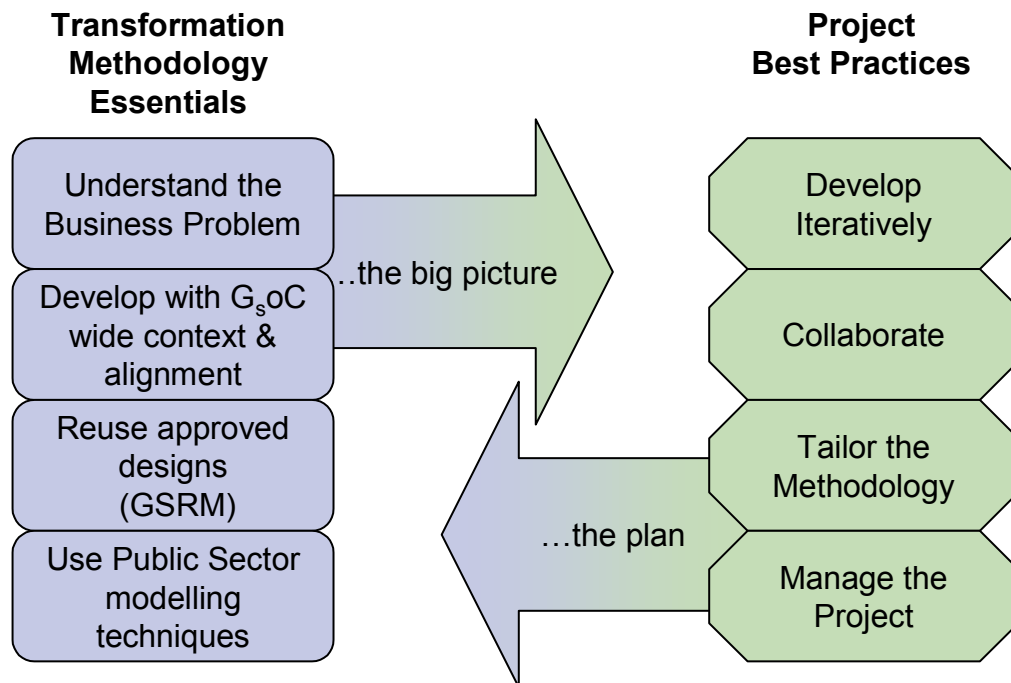 Transformation
Methodology
Essentials
Understand the
Business Problem
Develop with GsoC
wide context &
alignment
Reuse approved
designs
(GSRM)
Use Public Sector
modelling
techniques
…the big picture
…the plan
Project
Best Practices
Develop
Iteratively
Collaborate
Tailor the
Methodology
Manage the
Project